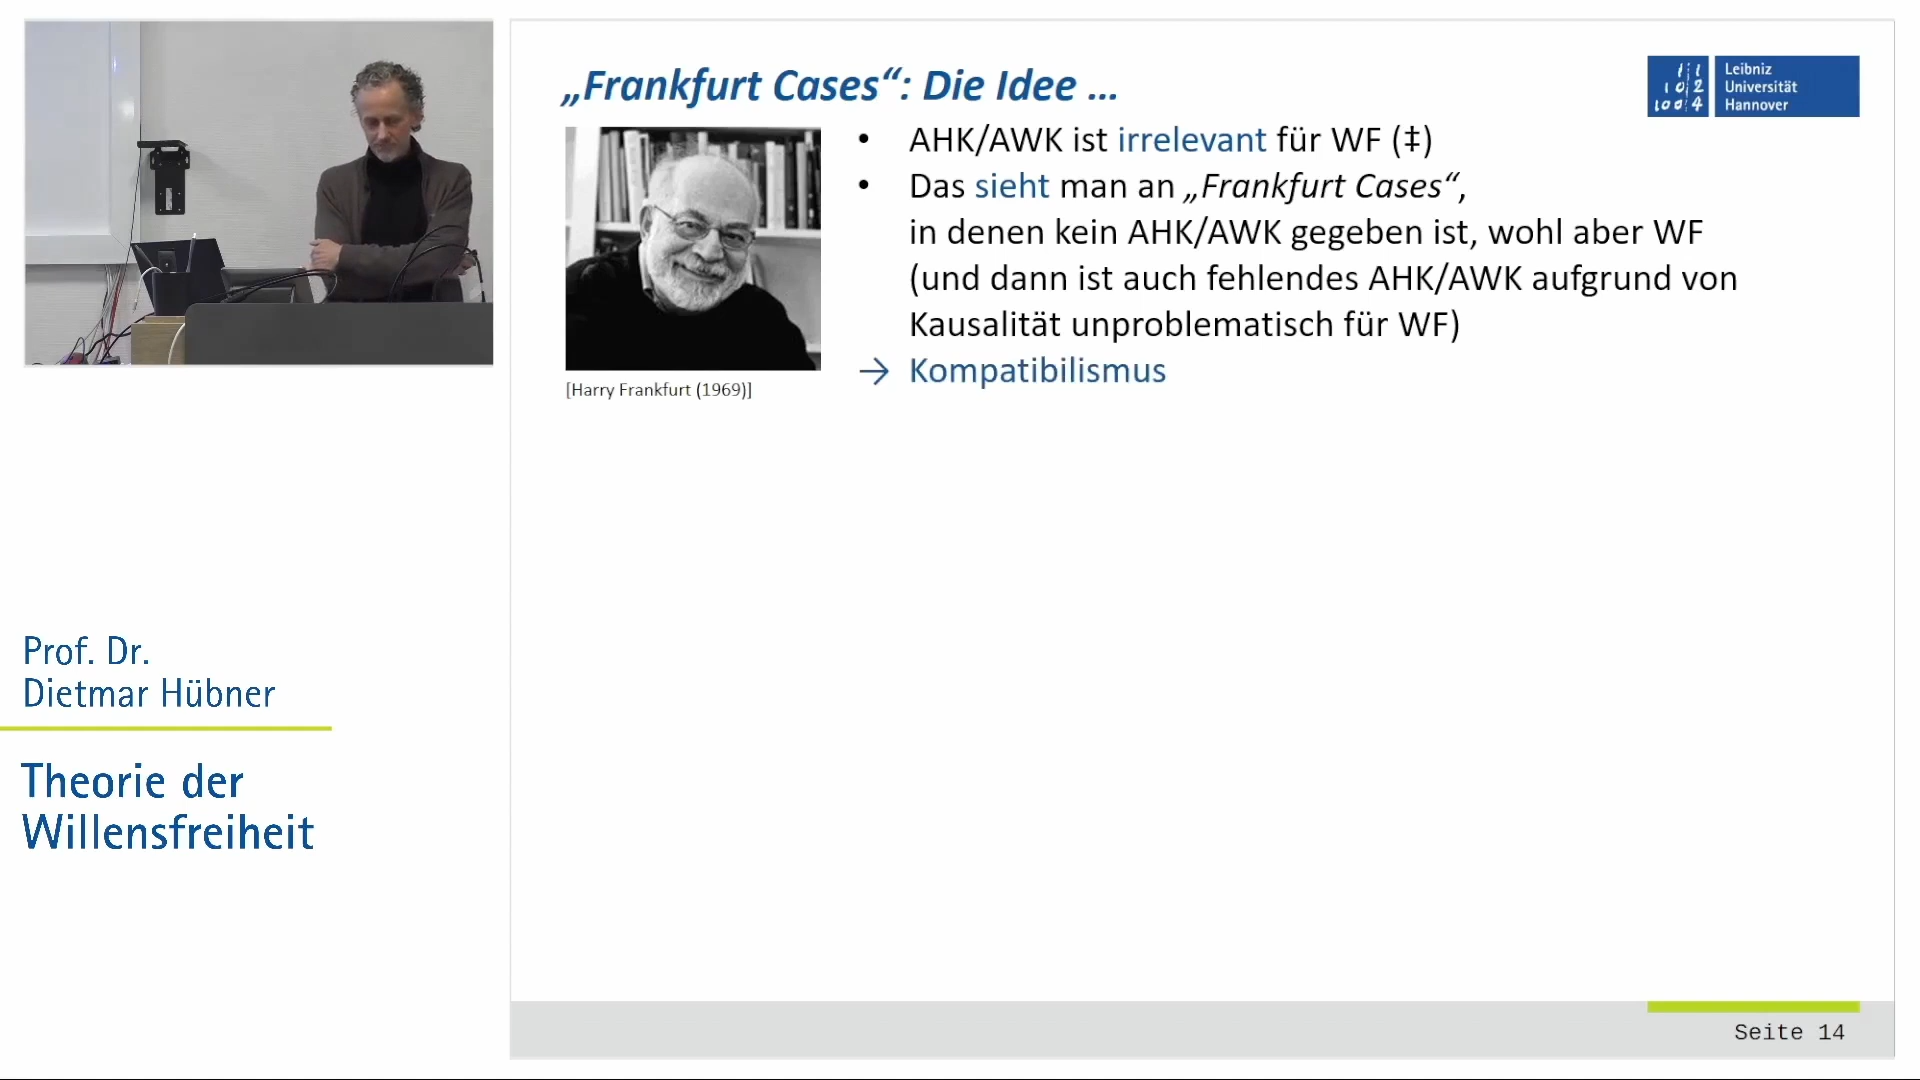 „Frankfurt Cases“: Die Idee ...
Leibniz
Universität
Hannover
• AHK/AWK ist irrelevant für WF (‡)
• Das sieht man an „Frankfurt Cases“,
in denen kein AHK/AWK gegeben ist, wohl aber WF
(und dann ist auch fehlendes AHK/AWK aufgrund von
Kausalität unproblematisch für WF)
→ Kompatibilismus
[Harry Frankfurt (1969)]
Prof. Dr.
Dietmar Hübner
Theorie der
Willensfreiheit
Seite 14